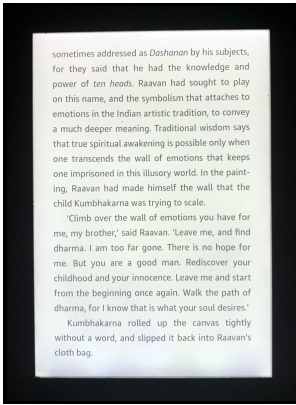 sometimes addressed as Dashanan by his subjects,
for they said that he had the knowledge and
power of ten heads. Raavan had sought to play
on this name, and the symbolism that attaches to
emotions in the Indian artistic tradition, to convey
a much deeper meaning. Traditional wisdom says
that true spiritual awakening is possible only when
one transcends the wall of emotions that keeps
one imprisoned in this illusory world. In the paint-
ing, Raavan had made himself the wall that the
child Kumbhakarna was trying to scale.
‘Climb over the wall of emotions you have for
me, my brother,’ said Raavan. ‘Leave me, and find
dharma. I am too far gone. There is no hope for
me. But you are a good man. Rediscover your
childhood and your innocence. Leave me and start
from the beginning once again. Walk the path of
dharma, for I know that is what your soul desires.’
Kumbhakarna rolled up the canvas tightly
without a word, and slipped it back into Raavan’s
cloth bag.